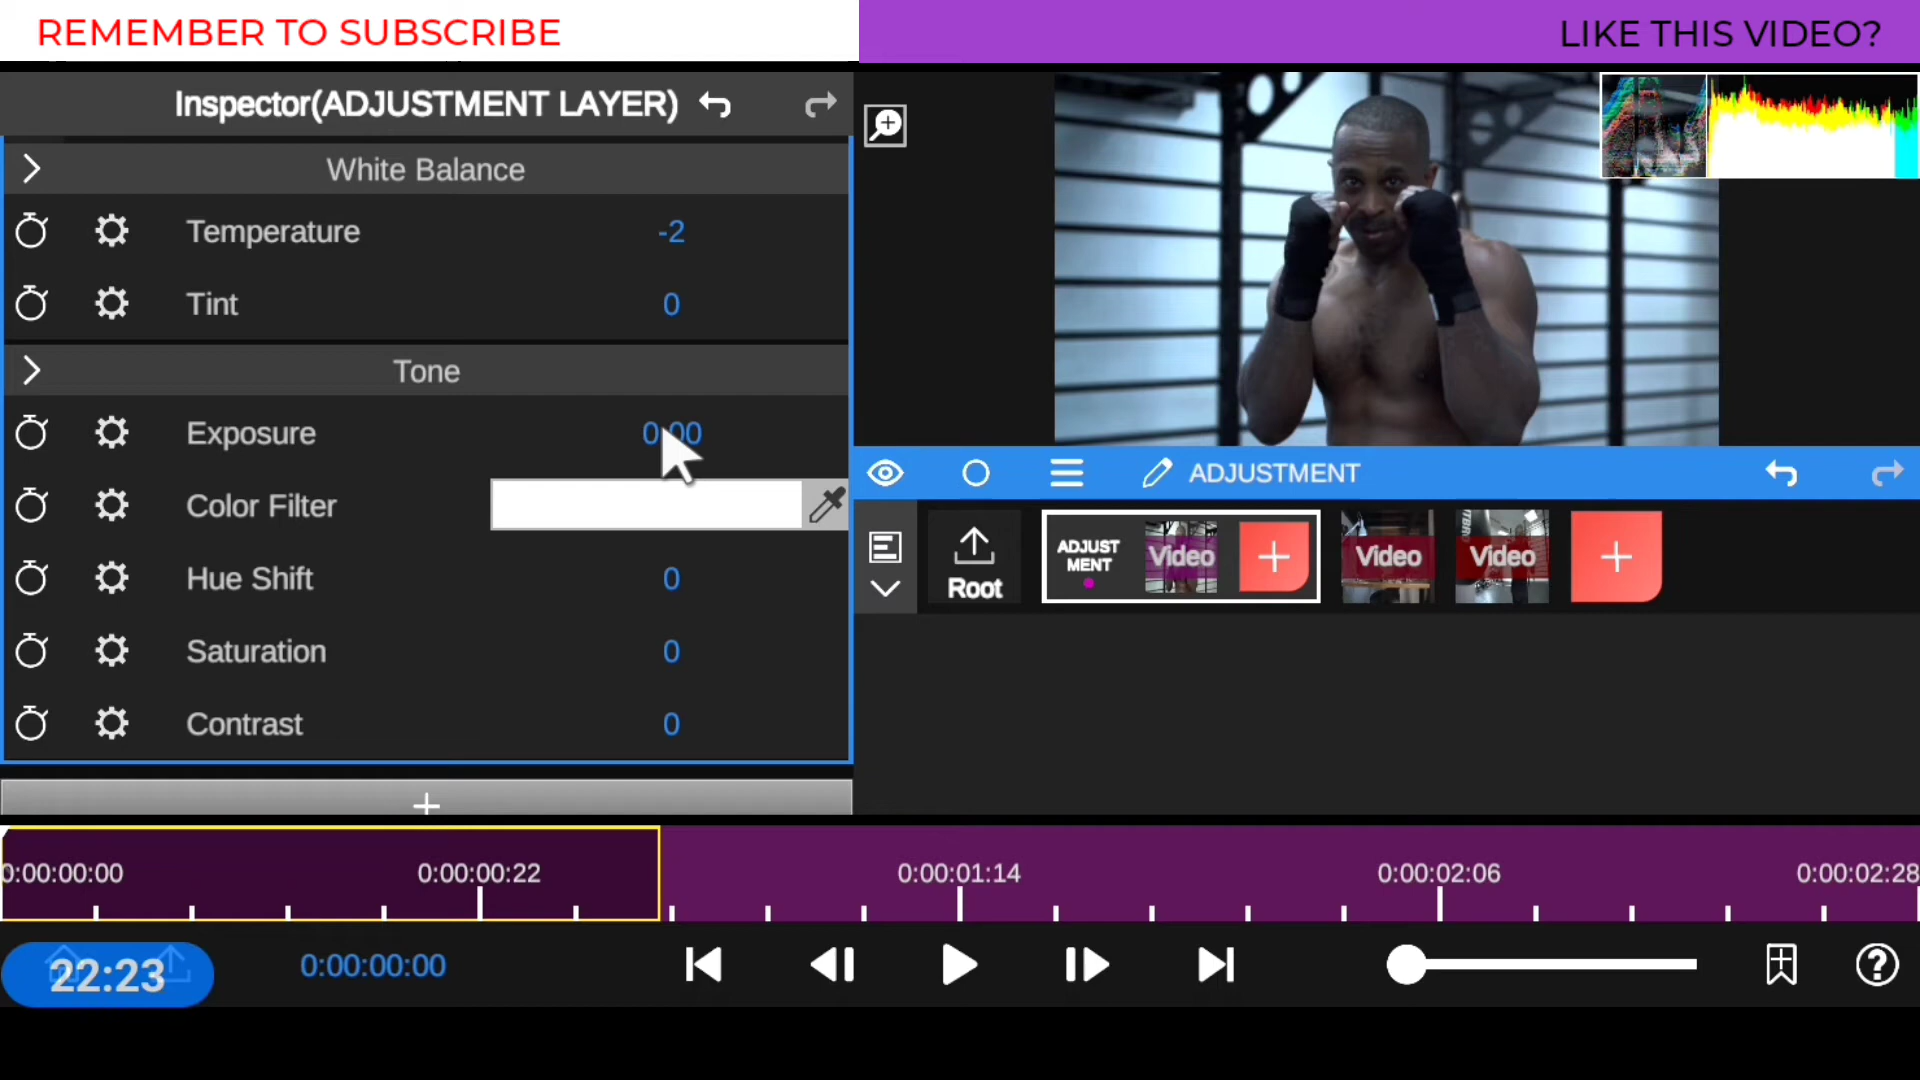 REMEMBER TO SUBSCRIBE
LIKE THIS VIDEO?
Inspector(ADJUSTMENT LAYER)
White Balance
Temperature -2
Tint 0
Tone
Exposure 0.00
Color Filter
Hue Shift 0
Saturation 0
Contrast 0
ADJUSTMENT
Root
ADJUST
MENT
Video
Video
Video
0:00:00:00 0:00:00:22 0:00:01:14 0:00:02:06 0:00:02:28
22:23
0:00:00:00